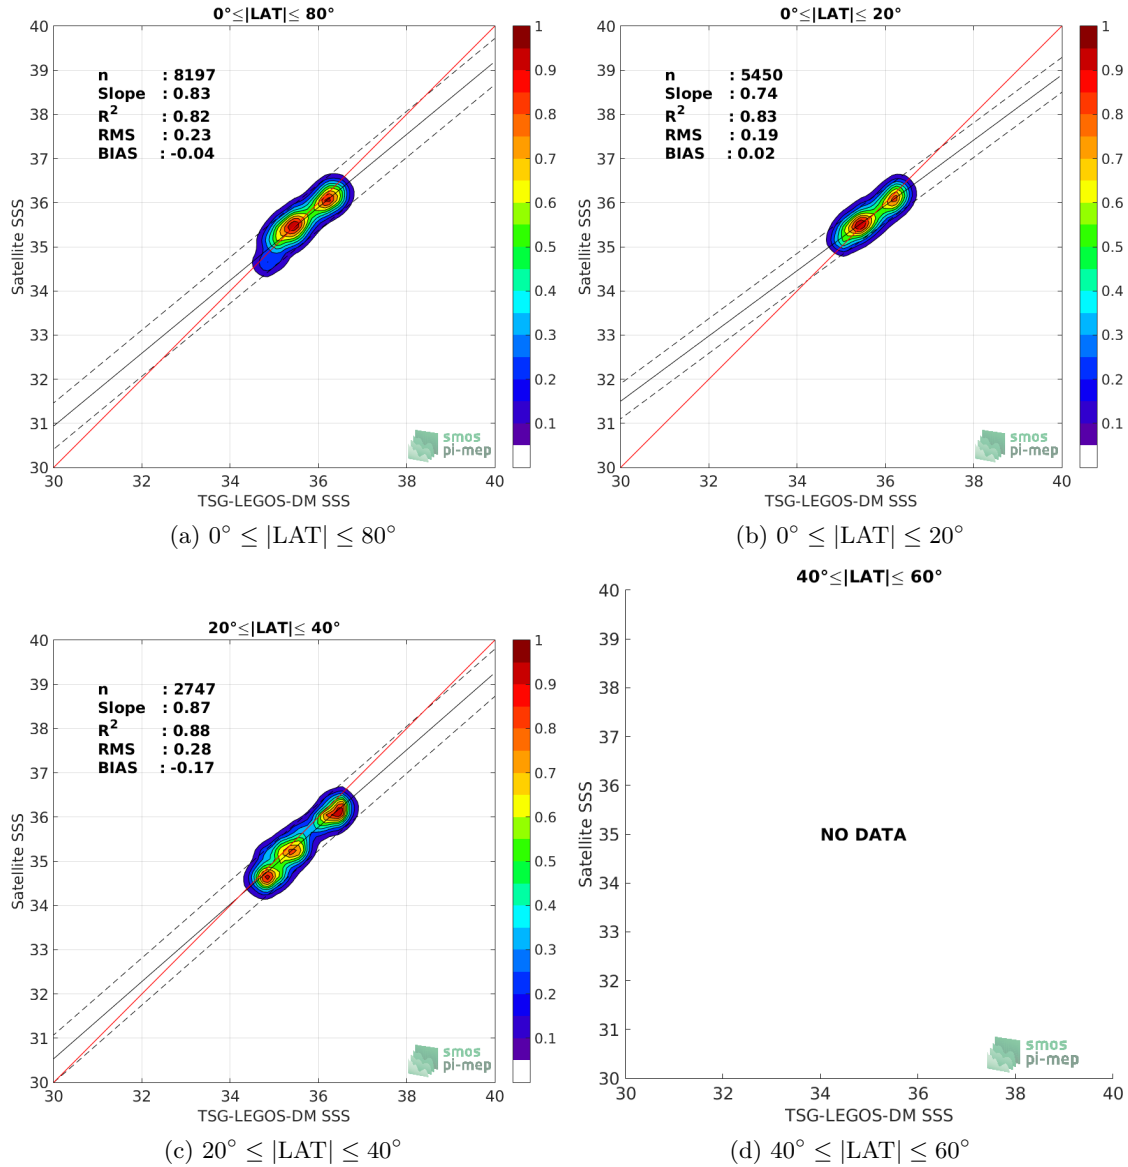 0°≤|LAT|≤ 80°
40
39
38
37
36
35
34
33
32
31
30
30 32 34 36 38 40
Satellite SSS
TSG-LEGOS-DM SSS
n : 8197
Slope : 0.83
R² : 0.82
RMS : 0.23
BIAS : -0.04
smos
pi-mep
1
0.9
0.8
0.7
0.6
0.5
0.4
0.3
0.2
0.1
(a) 0° ≤ |LAT| ≤ 80°
0°≤|LAT|≤ 20°
40
39
38
37
36
35
34
33
32
31
30
30 32 34 36 38 40
Satellite SSS
TSG-LEGOS-DM SSS
n : 5450
Slope : 0.74
R² : 0.83
RMS : 0.19
BIAS : 0.02
smos
pi-mep
1
0.9
0.8
0.7
0.6
0.5
0.4
0.3
0.2
0.1
(b) 0° ≤ |LAT| ≤ 20°
20°≤|LAT|≤ 40°
40
39
38
37
36
35
34
33
32
31
30
30 32 34 36 38 40
Satellite SSS
TSG-LEGOS-DM SSS
n : 2747
Slope : 0.87
R² : 0.88
RMS : 0.28
BIAS : -0.17
smos
pi-mep
1
0.9
0.8
0.7
0.6
0.5
0.4
0.3
0.2
0.1
(c) 20° ≤ |LAT| ≤ 40°
40°≤|LAT|≤ 60°
40
39
38
37
36
35
34
33
32
31
30
30 32 34 36 38 40
Satellite SSS
TSG-LEGOS-DM SSS
NO DATA
smos
pi-mep
(d) 40° ≤ |LAT| ≤ 60°